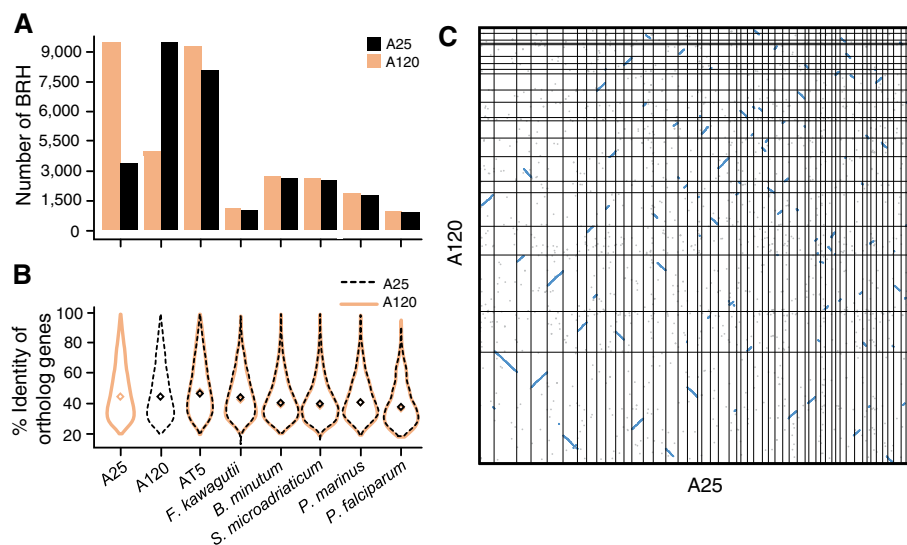 A
Number of BRH
9,000
7,500
6,000
5,500
3,000
1,500
0
A25
A120
B
% Identity of
ortholog genes
100
80
60
40
20
A25
A120
A25
A120
AT5
F. kawagutii
B. minutum
S. microadriaticum
P. marinus
P. falciparum
C
A120
A25